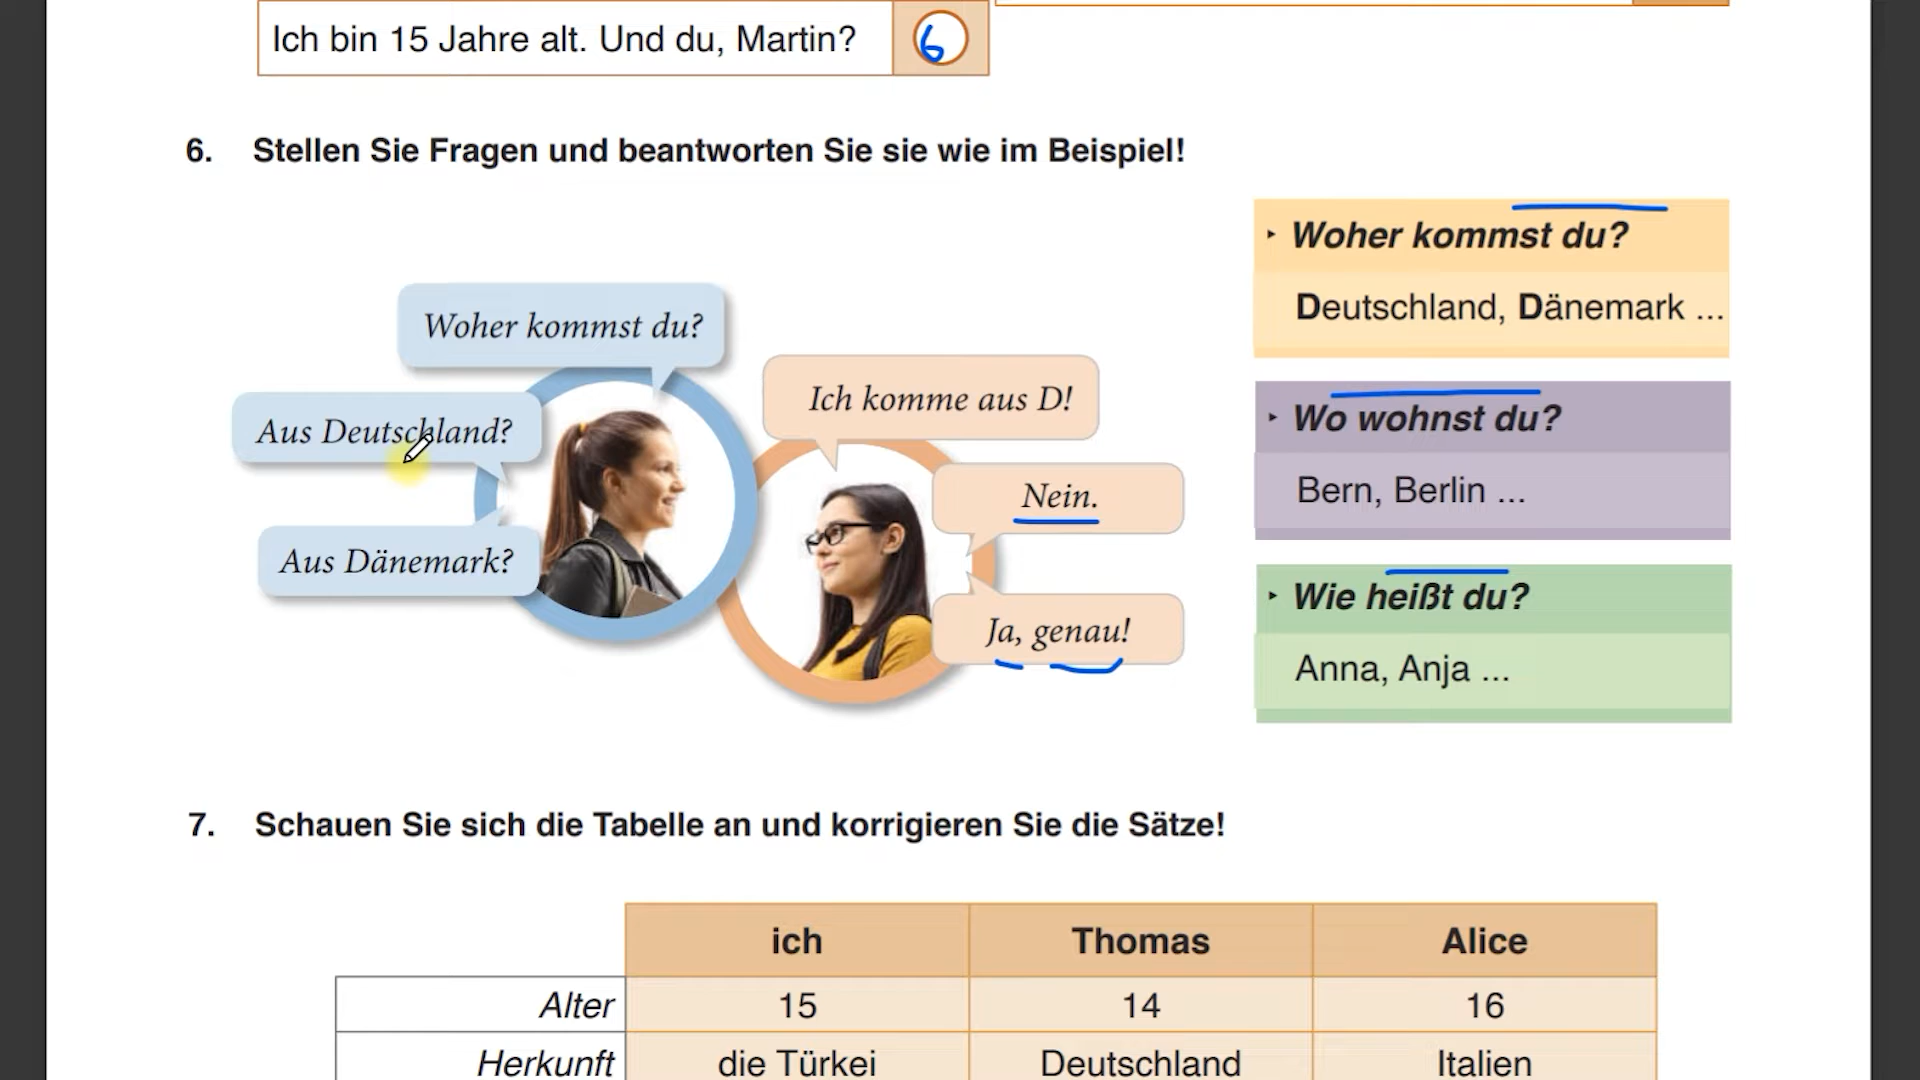 Ich bin 15 Jahre alt. Und du, Martin?
6
6. Stellen Sie Fragen und beantworten Sie sie wie im Beispiel!
Woher kommst du?
Ich komme aus D!
Aus Deutschland?
Nein.
Aus Dänemark?
Ja, genau!
‣ Woher kommst du?
Deutschland, Dänemark ...
‣ Wo wohnst du?
Bern, Berlin ...
‣ Wie heißt du?
Anna, Anja ...
7. Schauen Sie sich die Tabelle an und korrigieren Sie die Sätze!
ich Thomas Alice
Alter 15 14 16
Herkunft die Türkei Deutschland Italien